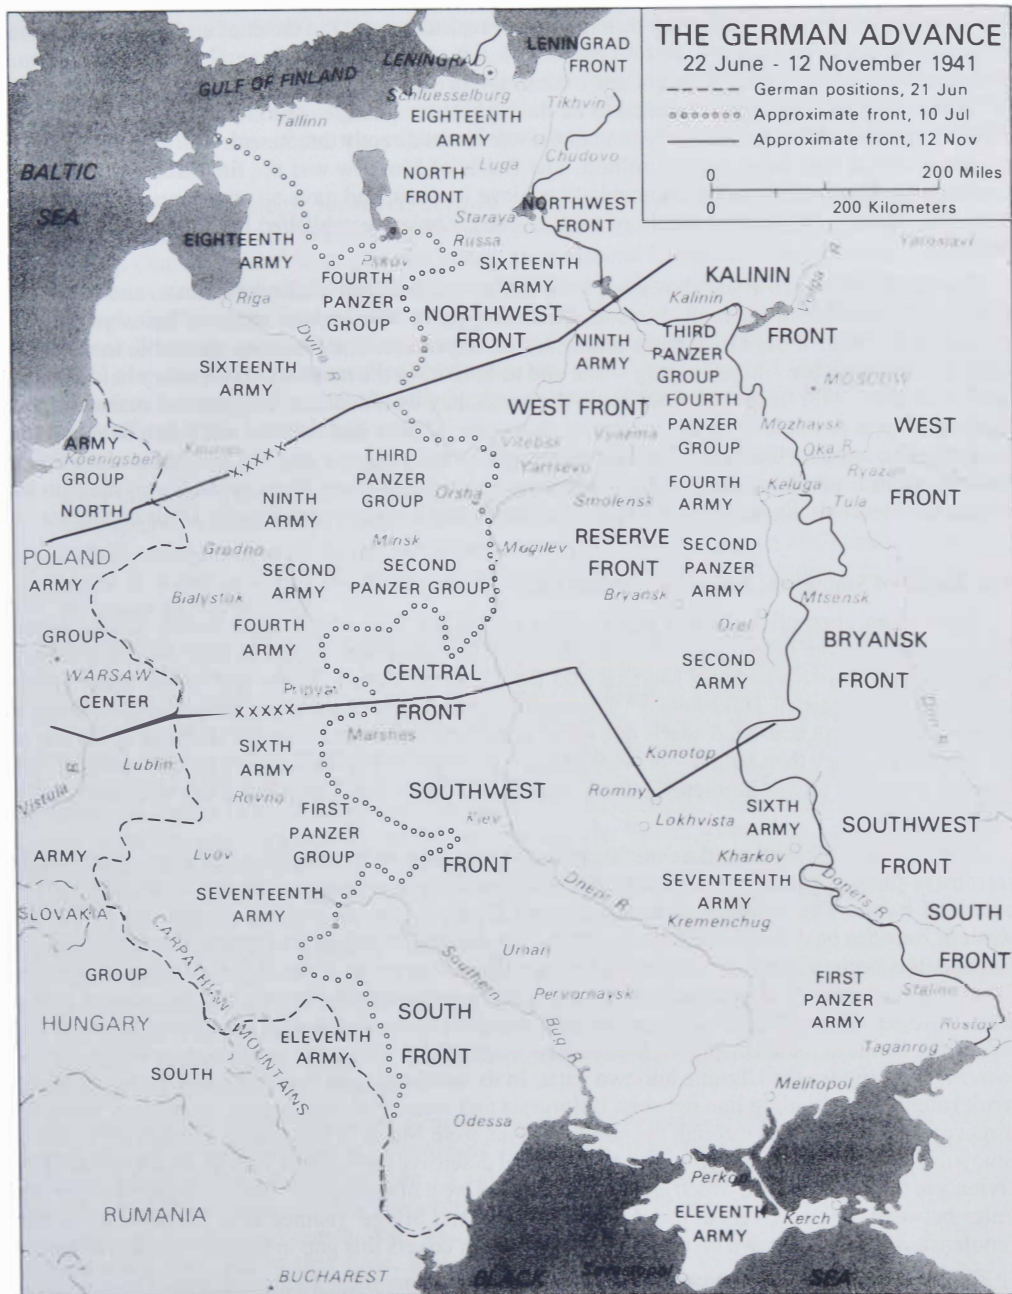 THE GERMAN ADVANCE
22 June - 12 November 1941
German positions, 21 Jun
Approximate front, 10 Jul
Approximate front, 12 Nov
0 200 Miles
0 200 Kilometers
LENINGRAD
LENINGRAD
FRONT
GULF OF FINLAND
Schluesselburg
Tikhvin
Tallinn
EIGHTEENTH
ARMY
Luga
Chudovo
BALTIC
SEA
NORTH
FRONT
NORTHWEST
FRONT
Staraya
Russa
EIGHTEENTH
ARMY
Pskov
FOURTH
PANZER
GROUP
SIXTEENTH
ARMY
Yaroslavl
KALININ
FRONT
Kalinin
Riga
NORTHWEST
FRONT
Dvina R
NINTH
ARMY
THIRD
PANZER
GROUP
SIXTEENTH
ARMY
MOSCOW
WEST FRONT
FOURTH
PANZER
GROUP
Mozhaysk
WEST
FRONT
ARMY
GROUP
NORTH
Koenigsberg
Kaunas
xxxxx
Vitebsk
Vyazma
Yartsevo
Oka R.
Ryazan
THIRD
PANZER
GROUP
Orsha
Smolensk
FOURTH
ARMY
Kaluga
Tula
NINTH
ARMY
Minsk
Mogilev
RESERVE
FRONT
SECOND
PANZER
ARMY
POLAND
ARMY
GROUP
CENTER
Grodno
Bialystok
SECOND
ARMY
SECOND
PANZER GROUP
Bryansk
Mtsensk
Orel
BRYANSK
FRONT
FOURTH
ARMY
WARSAW
CENTRAL
FRONT
SECOND
ARMY
Pripyat
Marshes
xxxxx
Don R
SIXTH
ARMY
Lublin
Konotop
Vistula R
Rovno
SOUTHWEST
FRONT
Romny
Lokhvista
SIXTH
ARMY
SOUTHWEST
FRONT
FIRST
PANZER
GROUP
Kiev
Kharkov
ARMY
GROUP
SOUTH
Lvov
SEVENTEENTH
ARMY
Dnepr R
SEVENTEENTH
ARMY
Kremenchug
Donets R
SOUTH
FRONT
SLOVAKIA
CARPATHIAN MOUNTAINS
Uman
Southern Bug R
Pervomaysk
FIRST
PANZER
ARMY
Stalino
HUNGARY
SOUTH
FRONT
ELEVENTH
ARMY
Rostov
Taganrog
Melitopol
Odessa
Perkop
RUMANIA
ELEVENTH
ARMY
Kerch
BUCHAREST
BLACK
Sevastopol
SEA